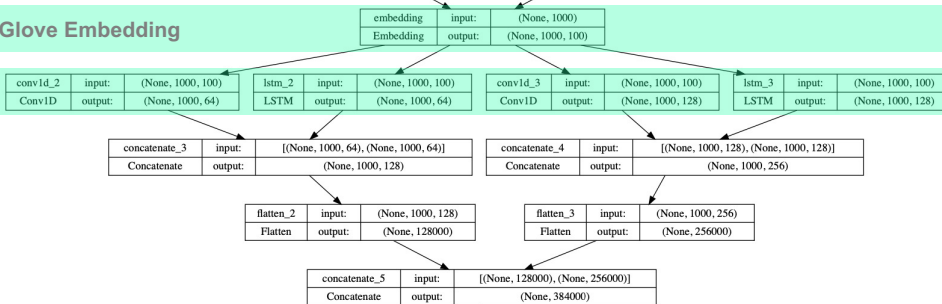 embedding input: (None, 1000)
Glove Embedding
Embedding output: (None, 1000, 100)
conv1d_2 input: (None, 1000, 100) lstm_2 input: (None, 1000, 100) conv1d_3 input: (None, 1000, 100) lstm_3 input: (None, 1000, 100)
Conv1D output: (None, 1000, 64) LSTM output: (None, 1000, 64) Conv1D output: (None, 1000, 128) LSTM output: (None, 1000, 128)
concatenate_3 input: [(None, 1000, 64), (None, 1000, 64)] concatenate_4 input: [(None, 1000, 128), (None, 1000, 128)]
Concatenate output: (None, 1000, 128) Concatenate output: (None, 1000, 256)
flatten_2 input: (None, 1000, 128) flatten_3 input: (None, 1000, 256)
Flatten output: (None, 128000) Flatten output: (None, 256000)
concatenate_5 input: [(None, 128000), (None, 256000)]
Concatenate output: (None, 384000)